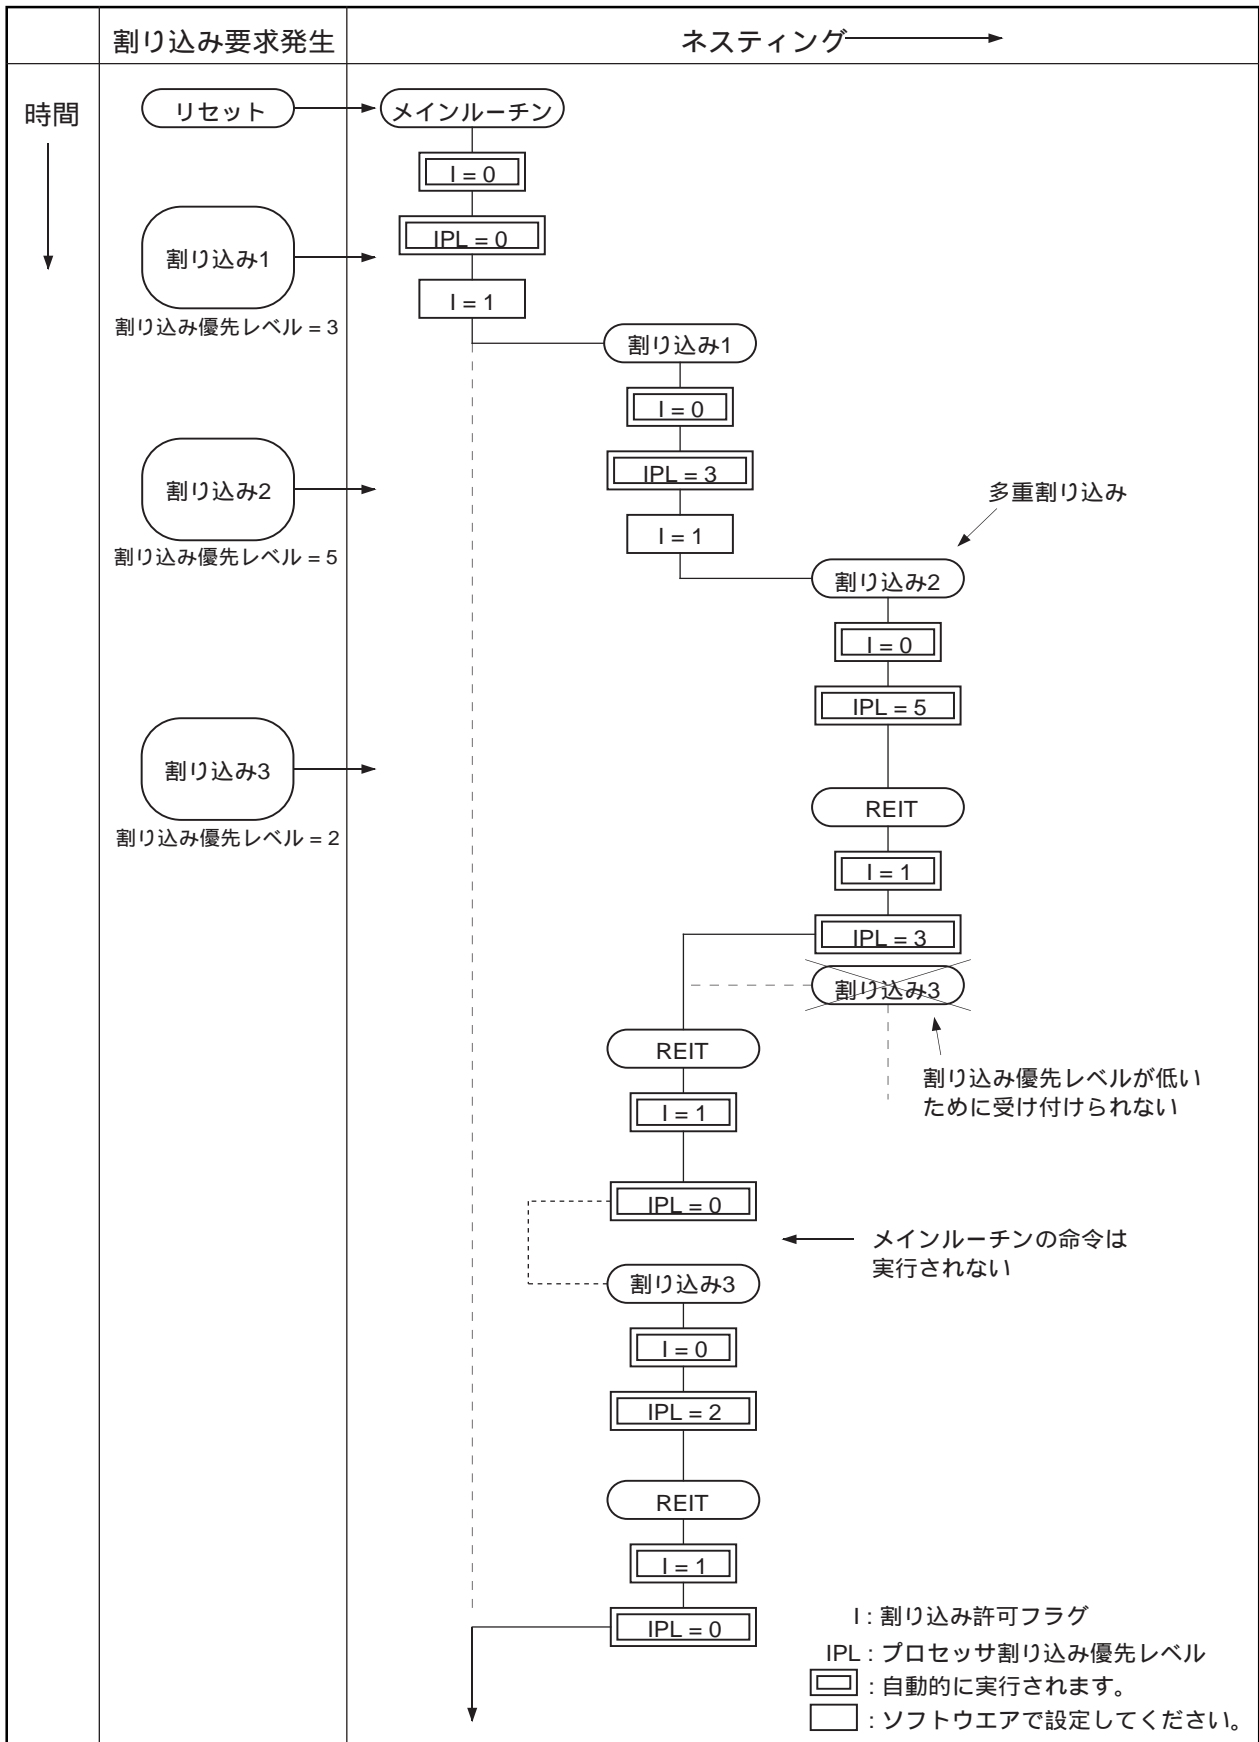 割り込み要求発生
ネスティング
時間
リセット
メインルーチン
I = 0
IPL = 0
割り込み1
I = 1
割り込み優先レベル = 3
割り込み1
I = 0
IPL = 3
割り込み2
多重割り込み
I = 1
割り込み優先レベル = 5
割り込み2
I = 0
IPL = 5
割り込み3
REIT
割り込み優先レベル = 2
I = 1
IPL = 3
割り込み3
REIT
割り込み優先レベルが低い
ために受け付けられない
I = 1
IPL = 0
メインルーチンの命令は
実行されない
割り込み3
I = 0
IPL = 2
REIT
I = 1
IPL = 0
I : 割り込み許可フラグ
IPL : プロセッサ割り込み優先レベル
: 自動的に実行されます。
: ソフトウエアで設定してください。